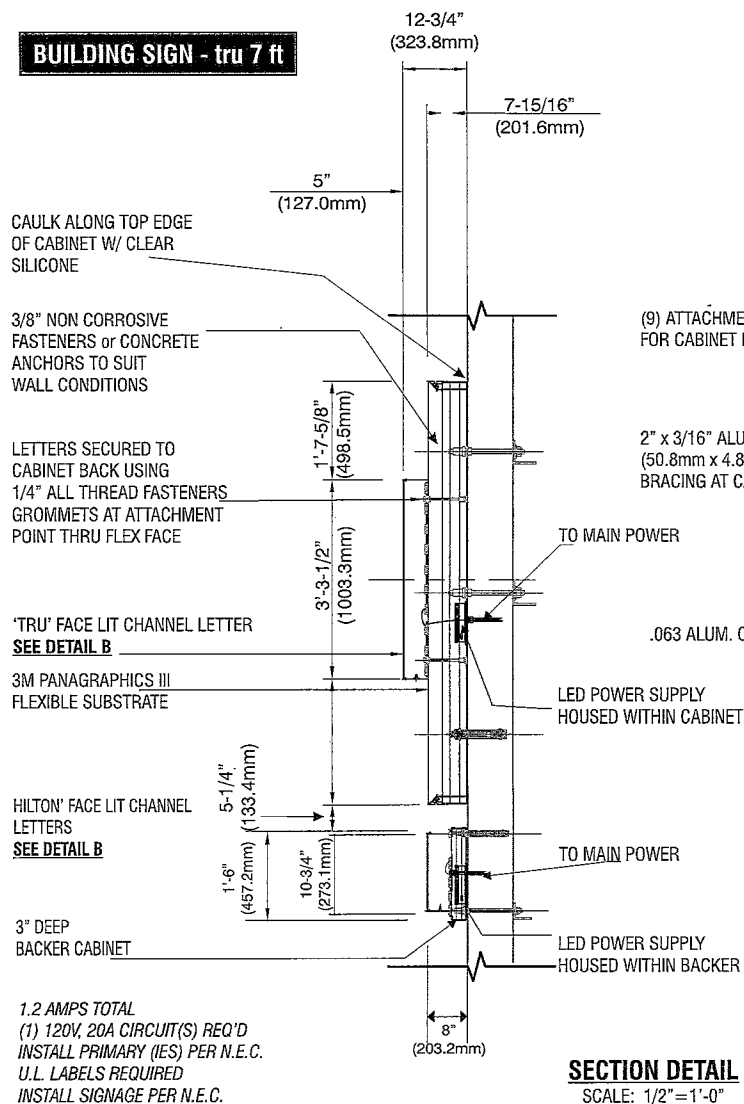 BUILDING SIGN - tru 7 ft
12-3/4"
(323.8mm)
7-15/16"
(201.6mm)
5"
(127.0mm)
CAULK ALONG TOP EDGE
OF CABINET W/ CLEAR
SILICONE
3/8" NON CORROSIVE
FASTENERS or CONCRETE
ANCHORS TO SUIT
WALL CONDITIONS
LETTERS SECURED TO
CABINET BACK USING
1/4" ALL THREAD FASTENERS
GROMMETS AT ATTACHMENT
POINT THRU FLEX FACE
'TRU' FACE LIT CHANNEL LETTER
SEE DETAIL B
3M PANAGRAPHICS III
FLEXIBLE SUBSTRATE
HILTON' FACE LIT CHANNEL
LETTERS
SEE DETAIL B
3" DEEP
BACKER CABINET
1'-7-5/8"
(498.5mm)
3'-3-1/2"
(1003.3mm)
5-1/4"
(133.4mm)
1'-6"
(457.2mm)
10-3/4"
(273.1mm)
(9) ATTACHME
FOR CABINET
2" x 3/16" ALU
(50.8mm x 4.8
BRACING AT CA
TO MAIN POWER
.063 ALUM. C
LED POWER SUPPLY
HOUSED WITHIN CABINET
TO MAIN POWER
LED POWER SUPPLY
HOUSED WITHIN BACKER
8"
(203.2mm)
1.2 AMPS TOTAL
(1) 120V, 20A CIRCUIT(S) REQ'D
INSTALL PRIMARY (IES) PER N.E.C.
U.L. LABELS REQUIRED
INSTALL SIGNAGE PER N.E.C.
SECTION DETAIL
SCALE: 1/2"=1'-0"